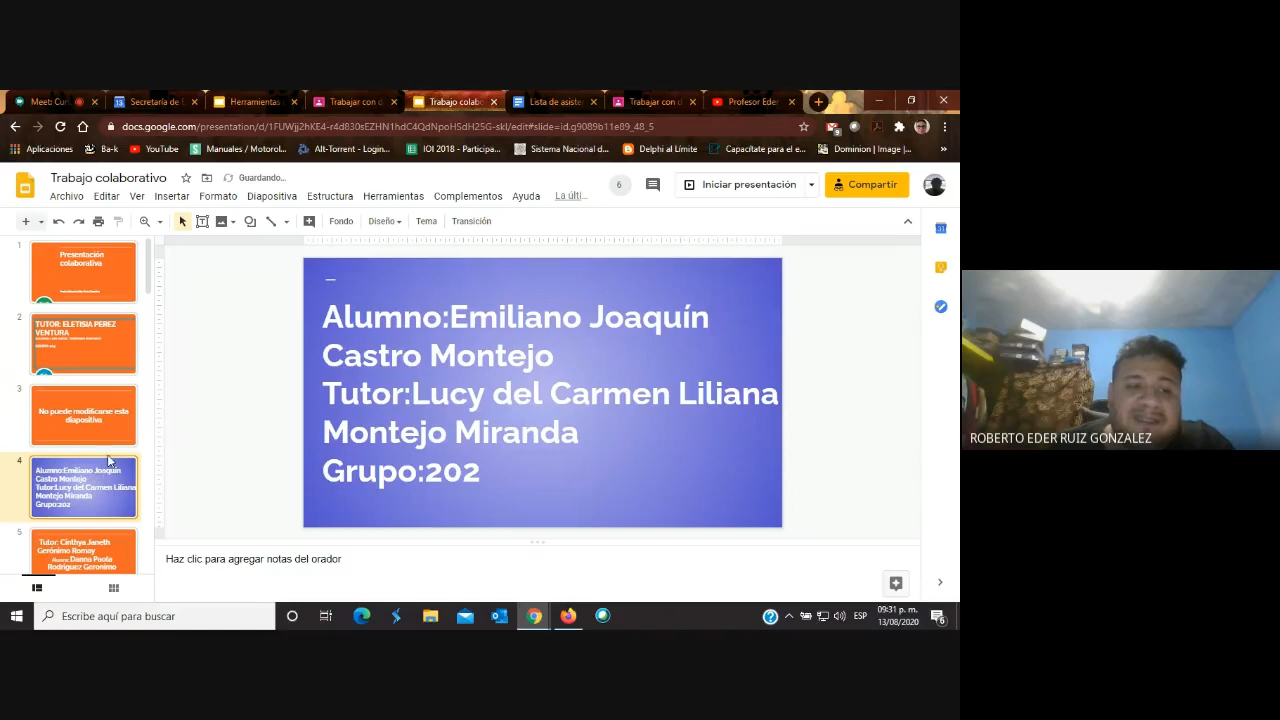 Meet: Cur
Secretaría de E
Herramientas
Trabajar con d
Trabajo colabo
Lista de asiste
Trabajar con d
Profesor Eder
docs.google.com/presentation/d/1FUWjj2hKE4-r4d830sEZHN1hdC4QdNpoHSdH25G-skI/edit#slide=id.g9089b11e89_48_5
Aplicaciones
Ba-k
YouTube
Manuales / Motorol...
Alt-Torrent - Login...
IOI 2018 - Participa...
Sistema Nacional d...
Delphi al Límite
Capacítate para el e...
Dominion | Image |...
Trabajo colaborativo
Guardando...
6
Iniciar presentación
Compartir
Archivo Editar Ver Insertar Formato Diapositiva Estructura Herramientas Complementos Ayuda La últi...
Fondo Diseño Tema Transición
1
Presentación
colaborativa
2
TUTOR: ELETISIA PEREZ
VENTURA
3
No puede modificarse esta
diapositiva
4
Alumno:Emiliano Joaquín
Castro Montejo
Tutor:Lucy del Carmen Liliana
Montejo Miranda
Grupo:202
5
Tutor: Cinthya Janeth
Gerónimo Romay
Alumna: Danna Paola
Rodriguez Geronimo
Alumno:Emiliano Joaquín
Castro Montejo
Tutor:Lucy del Carmen Liliana
Montejo Miranda
Grupo:202
Haz clic para agregar notas del orador
ROBERTO EDER RUIZ GONZALEZ
Escribe aquí para buscar
ESP
09:31 p. m.
13/08/2020
6